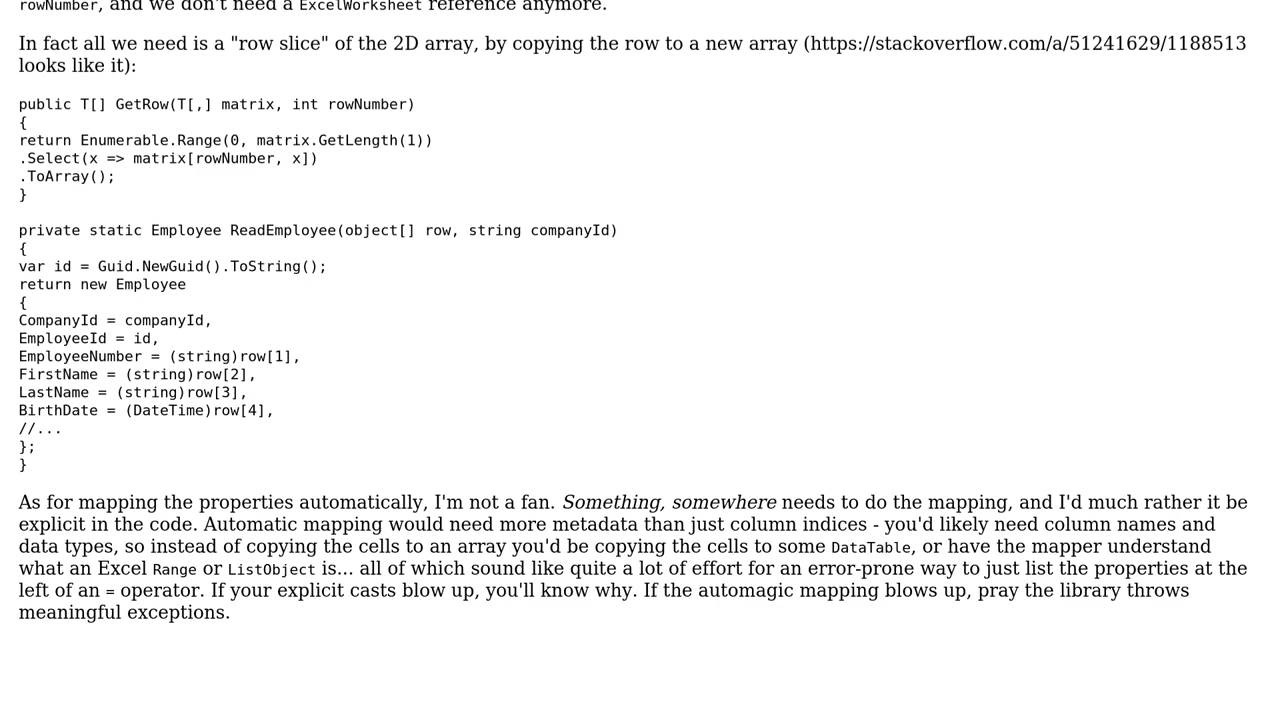 rowNumber, and we don't need a ExcelWorksheet reference anymore.
In fact all we need is a "row slice" of the 2D array, by copying the row to a new array (https://stackoverflow.com/a/51241629/1188513
looks like it):
public T[] GetRow(T[,] matrix, int rowNumber)
{
return Enumerable.Range(0, matrix.GetLength(1))
.Select(x => matrix[rowNumber, x])
.ToArray();
}
private static Employee ReadEmployee(object[] row, string companyId)
{
var id = Guid.NewGuid().ToString();
return new Employee
{
CompanyId = companyId,
EmployeeId = id,
EmployeeNumber = (string)row[1],
FirstName = (string)row[2],
LastName = (string)row[3],
BirthDate = (DateTime)row[4],
//...
};
}
As for mapping the properties automatically, I'm not a fan. Something, somewhere needs to do the mapping, and I'd much rather it be
explicit in the code. Automatic mapping would need more metadata than just column indices - you'd likely need column names and
data types, so instead of copying the cells to an array you'd be copying the cells to some DataTable, or have the mapper understand
what an Excel Range or ListObject is... all of which sound like quite a lot of effort for an error-prone way to just list the properties at the
left of an = operator. If your explicit casts blow up, you'll know why. If the automagic mapping blows up, pray the library throws
meaningful exceptions.